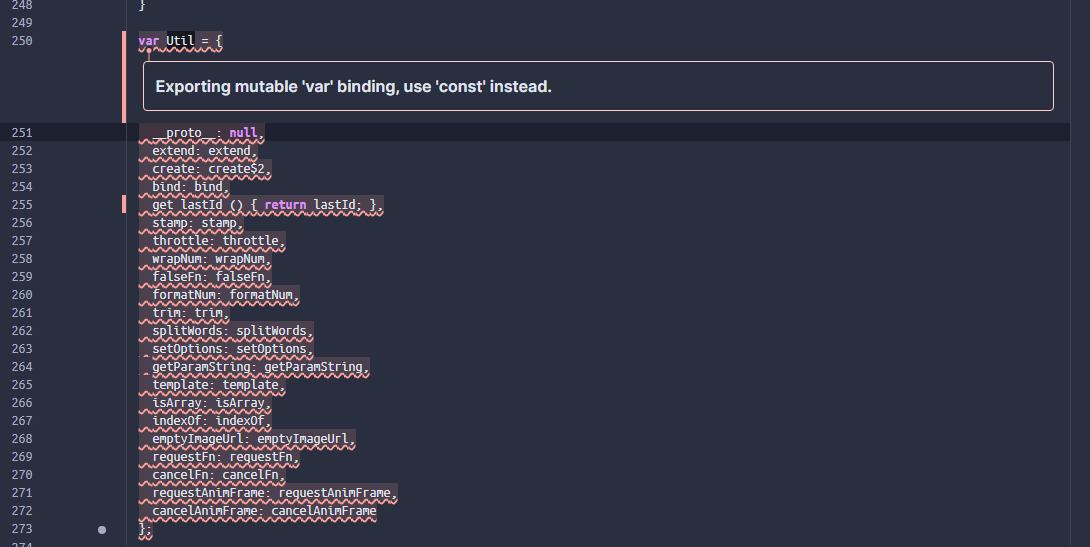 248 }
249
250 var Util = {
Exporting mutable 'var' binding, use 'const' instead.
251 __proto__: null,
252 extend: extend,
253 create: create$2,
254 bind: bind,
255 get lastId () { return lastId; },
256 stamp: stamp,
257 throttle: throttle,
258 wrapNum: wrapNum,
259 falseFn: falseFn,
260 formatNum: formatNum,
261 trim: trim,
262 splitWords: splitWords,
263 setOptions: setOptions,
264 getParamString: getParamString,
265 template: template,
266 isArray: isArray,
267 indexOf: indexOf,
268 emptyImageUrl: emptyImageUrl,
269 requestFn: requestFn,
270 cancelFn: cancelFn,
271 requestAnimFrame: requestAnimFrame,
272 cancelAnimFrame: cancelAnimFrame
273 };
274